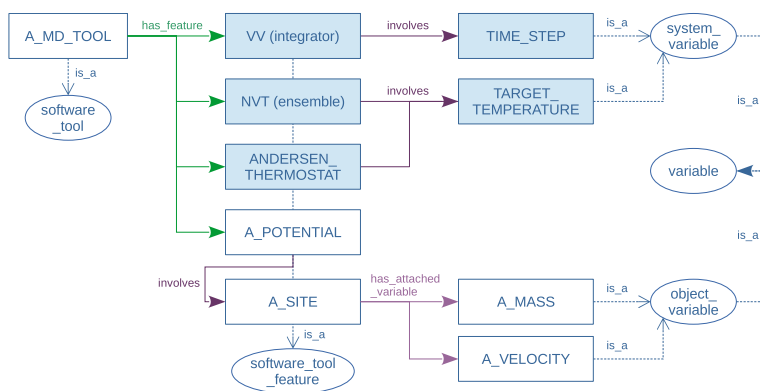 A_MD_TOOL
has_feature
VV (integrator)
involves
TIME_STEP
is_a
system_
variable
is_a
software
_tool
NVT (ensemble)
involves
TARGET_
TEMPERATURE
is_a
is_a
ANDERSEN_
THERMOSTAT
variable
A_POTENTIAL
is_a
involves
A_SITE
has_attached
_variable
A_MASS
is_a
object_
variable
is_a
software_tool
_feature
A_VELOCITY
is_a